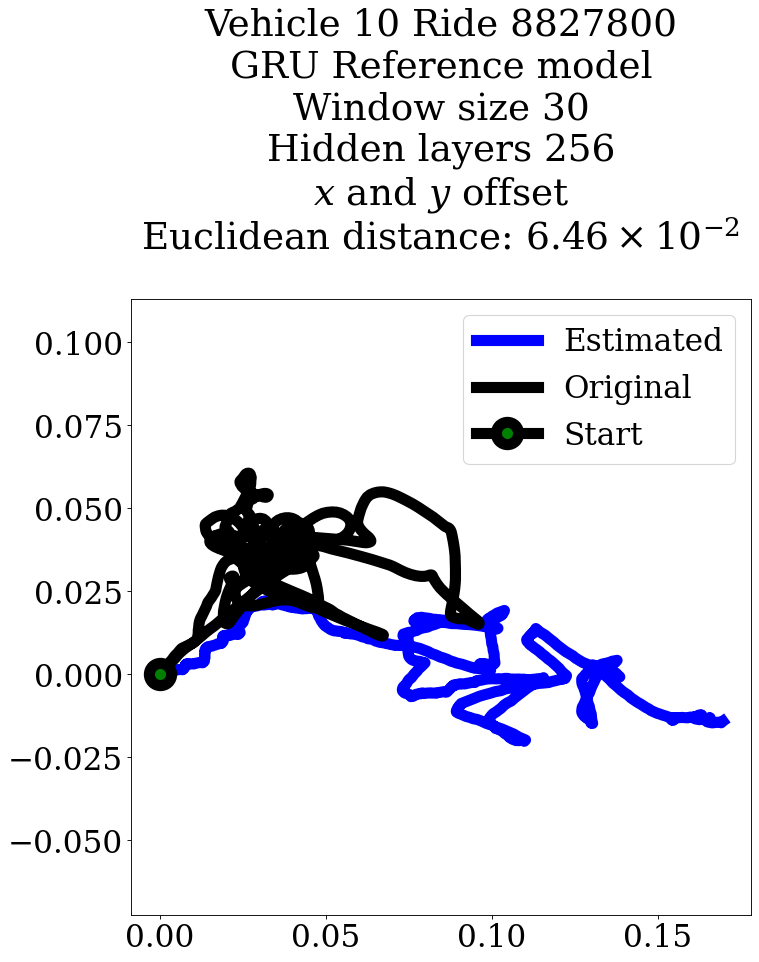 Vehicle 10 Ride 8827800
GRU Reference model
Window size 30
Hidden layers 256
x and y offset
Euclidean distance: 6.46 × 10⁻²
Estimated
Original
Start
0.100
0.075
0.050
0.025
0.000
−0.025
−0.050
0.00 0.05 0.10 0.15